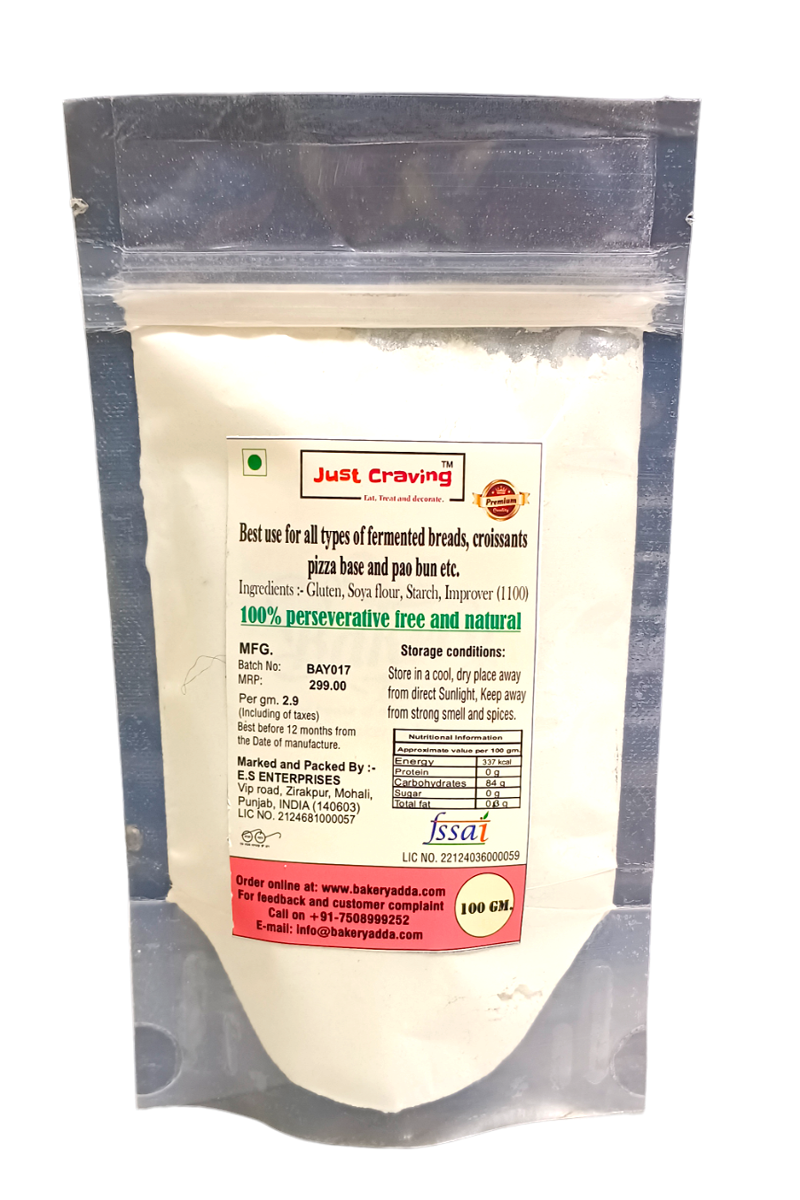 Just Craving TM
Eat, Treat and decorate.
Premium
Quality
Best use for all types of fermented breads, croissants
pizza base and pao bun etc.
Ingredients :- Gluten, Soya flour, Starch, Improver (1100)
100% perseverative free and natural
MFG.
Batch No: BAY017
MRP: 299.00
Per gm. 2.9
(Including of taxes)
Best before 12 months from
the Date of manufacture.
Marked and Packed By :-
E.S ENTERPRISES
Vip road, Zirakpur, Mohali,
Punjab, INDIA (140603)
LIC NO. 2124681000057
Storage conditions:
Store in a cool, dry place away
from direct Sunlight, Keep away
from strong smell and spices.
Nutritional Information
Approximate value per 100 gm.
Energy 337 kcal
Protein 0 g
Carbohydrates 84 g
Sugar 0 g
Total fat
fssai
LIC NO. 22124036000059
Order online at: www.bakeryadda.com
For feedback and customer complaint
Call on +91-7508999252
E-mail: info@bakeryadda.com
100 GM.